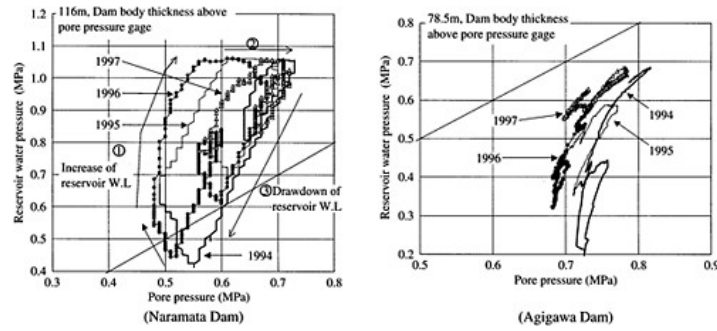 116m, Dam body thickness above
pore pressure gage
②
1997
1996
1995
①
Increase of
reservoir W.L
③Drawdown of
reservoir W.L
1994
Reservoir water pressure (MPa)
1.2
1.1
1.0
0.9
0.8
0.7
0.6
0.5
0.4
0.4 0.5 0.6 0.7 0.8
Pore pressure (MPa)
(Naramata Dam)
78.5m, Dam body thickness
above pore pressure gage
1994
1997
1995
1996
Reservoir water pressure (MPa)
0.8
0.7
0.6
0.5
0.4
0.3
0.2
0.5 0.6 0.7 0.8 0.9
Pore pressure (MPa)
(Agigawa Dam)